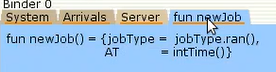 Binder 0
System Arrivals Server fun newJob
fun newJob() = {jobType = jobType.ran(),
AT = intTime()}